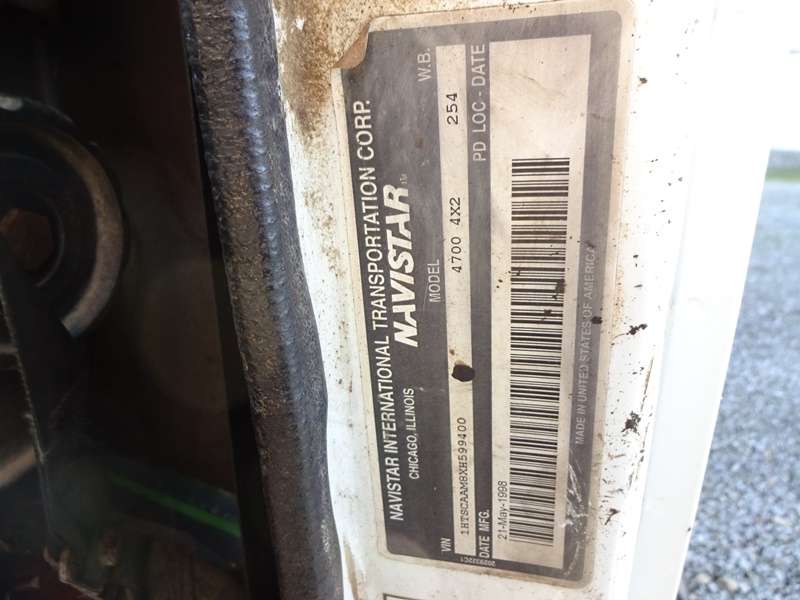 NAVISTAR INTERNATIONAL TRANSPORTATION CORP.
CHICAGO, ILLINOIS
NAVISTAR
VIN MODEL W.B.
1HTSCAAM8XH599400 4700 4X2 254
DATE MFG. PD LOC - DATE
21-May-1998
MADE IN UNITED STATES OF AMERICA
2029322C1